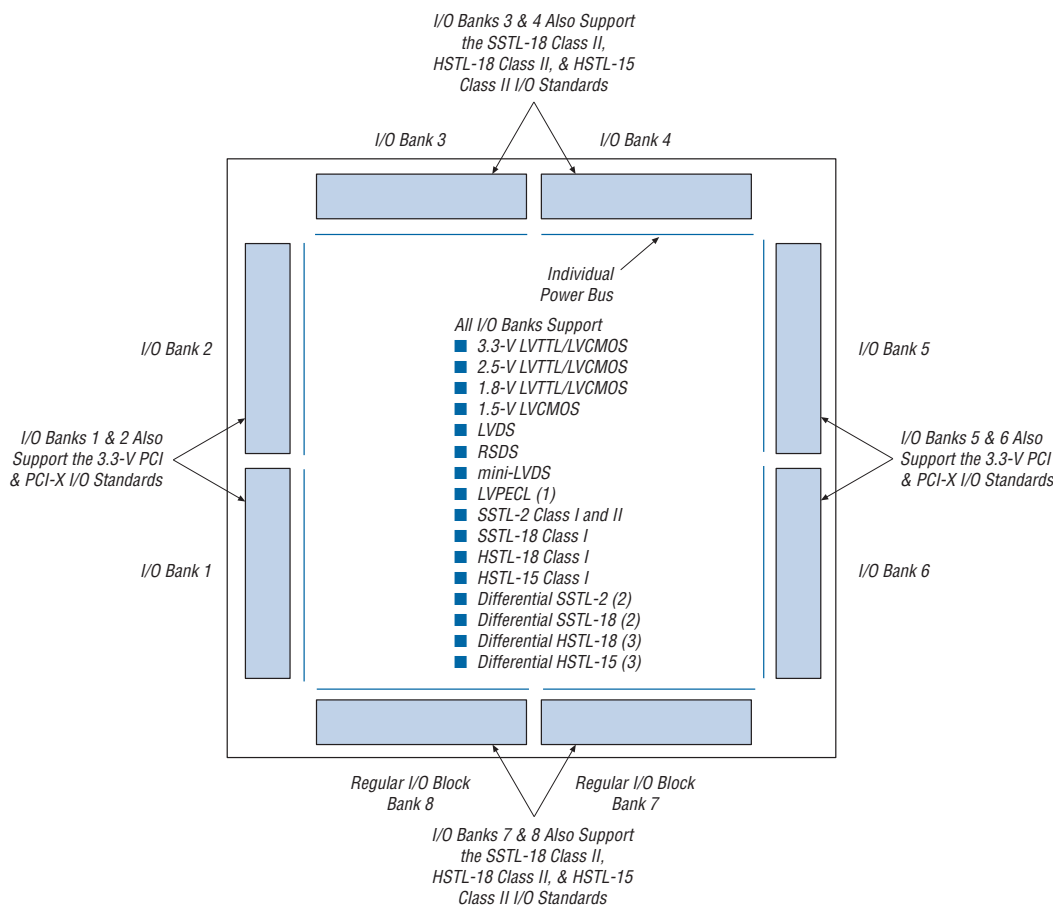 I/O Banks 3 & 4 Also Support
the SSTL-18 Class II,
HSTL-18 Class II, & HSTL-15
Class II I/O Standards
I/O Bank 3
I/O Bank 4
Individual
Power Bus
I/O Bank 2
I/O Bank 5
I/O Banks 1 & 2 Also
Support the 3.3-V PCI
& PCI-X I/O Standards
All I/O Banks Support
3.3-V LVTTL/LVCMOS
2.5-V LVTTL/LVCMOS
1.8-V LVTTL/LVCMOS
1.5-V LVCMOS
LVDS
RSDS
mini-LVDS
LVPECL (1)
SSTL-2 Class I and II
SSTL-18 Class I
HSTL-18 Class I
HSTL-15 Class I
Differential SSTL-2 (2)
Differential SSTL-18 (2)
Differential HSTL-18 (3)
Differential HSTL-15 (3)
I/O Banks 5 & 6 Also
Support the 3.3-V PCI
& PCI-X I/O Standards
I/O Bank 1
I/O Bank 6
Regular I/O Block
Bank 8
Regular I/O Block
Bank 7
I/O Banks 7 & 8 Also Support
the SSTL-18 Class II,
HSTL-18 Class II, & HSTL-15
Class II I/O Standards